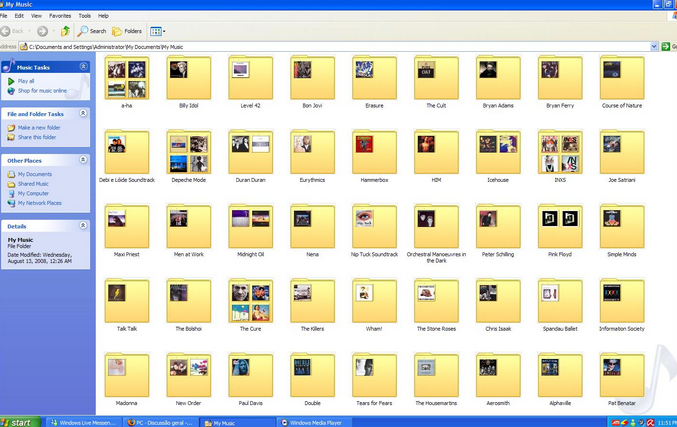 My Music
File Edit View Favorites Tools Help
Back Search Folders
Address C:\Documents and Settings\Administrator\My Documents\My Music Go
Music Tasks
Play all
Shop for music online
File and Folder Tasks
Make a new folder
Share this folder
Other Places
My Documents
Shared Music
My Computer
My Network Places
Details
My Music
File Folder
Date Modified: Wednesday,
August 13, 2008, 12:26 AM
a-ha Billy Idol Level 42 Bon Jovi Erasure The Cult Bryan Adams Bryan Ferry Course of Nature
Debi e Lóide Soundtrack Depeche Mode Duran Duran Eurythmics Hammerbox HIM Icehouse INXS Joe Satriani
Maxi Priest Men at Work Midnight Oil Nena Nip Tuck Soundtrack Orchestral Manoeuvres in the Dark Peter Schilling Pink Floyd Simple Minds
Talk Talk The Bolshoi The Cure The Killers Wham! The Stone Roses Chris Isaak Spandau Ballet Information Society
Madonna New Order Paul Davis Double Tears for Fears The Housemartins Aerosmith Alphaville Pat Benatar
start Windows Live Messen... PC - Discussão geral -... My Music Windows Media Player 11:51 P